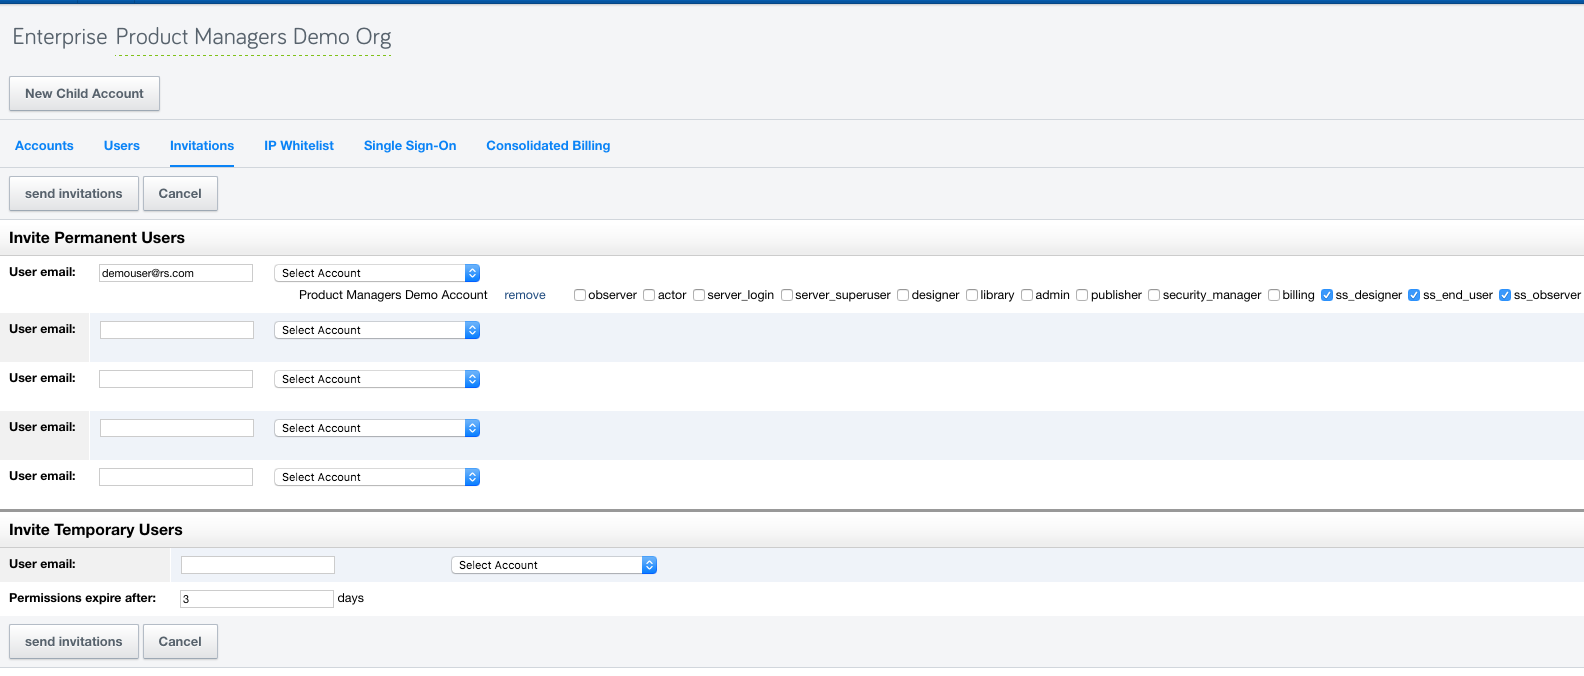 Enterprise Product Managers Demo Org
New Child Account
Accounts Users Invitations IP Whitelist Single Sign-On Consolidated Billing
send invitations Cancel
Invite Permanent Users
User email: demouser@rs.com Select Account
Product Managers Demo Account remove observer actor server_login server_superuser designer library admin publisher security_manager billing ss_designer ss_end_user ss_observer
User email: Select Account
User email: Select Account
User email: Select Account
User email: Select Account
Invite Temporary Users
User email: Select Account
Permissions expire after: 3 days
send invitations Cancel